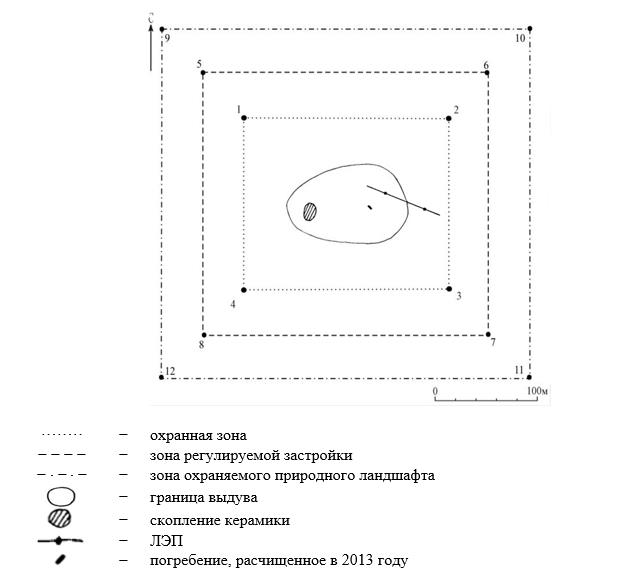 С
9
10
5
6
1
2
4
3
8
7
12
11
0
100м
– охранная зона
– зона регулируемой застройки
– зона охраняемого природного ландшафта
– граница выдува
– скопление керамики
– ЛЭП
– погребение, расчищенное в 2013 году